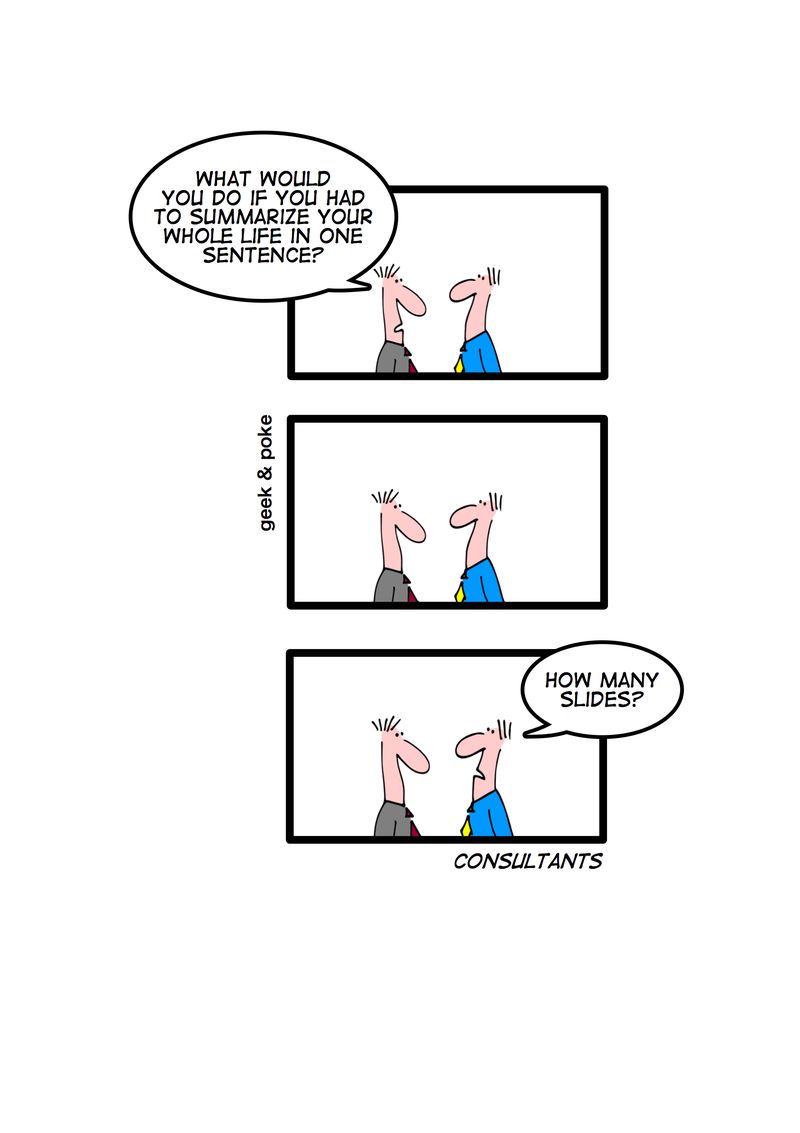 WHAT WOULD
YOU DO IF YOU HAD
TO SUMMARIZE YOUR
WHOLE LIFE IN ONE
SENTENCE?
geek & poke
HOW MANY
SLIDES?
CONSULTANTS